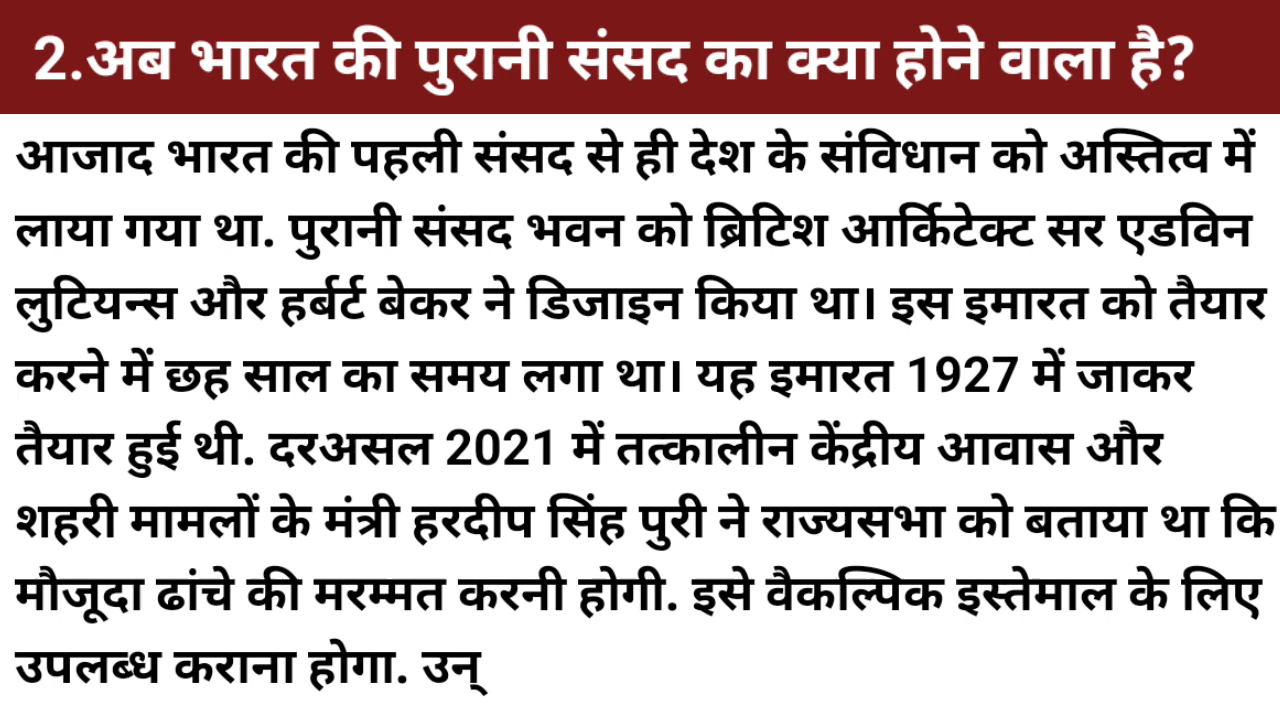 2.अब भारत की पुरानी संसद का क्या होने वाला है?
आजाद भारत की पहली संसद से ही देश के संविधान को अस्तित्व में
लाया गया था. पुरानी संसद भवन को ब्रिटिश आर्किटेक्ट सर एडविन
लुटियन्स और हर्बर्ट बेकर ने डिजाइन किया था। इस इमारत को तैयार
करने में छह साल का समय लगा था। यह इमारत 1927 में जाकर
तैयार हुई थी. दरअसल 2021 में तत्कालीन केंद्रीय आवास और
शहरी मामलों के मंत्री हरदीप सिंह पुरी ने राज्यसभा को बताया था कि
मौजूदा ढांचे की मरम्मत करनी होगी. इसे वैकल्पिक इस्तेमाल के लिए
उपलब्ध कराना होगा. उन्